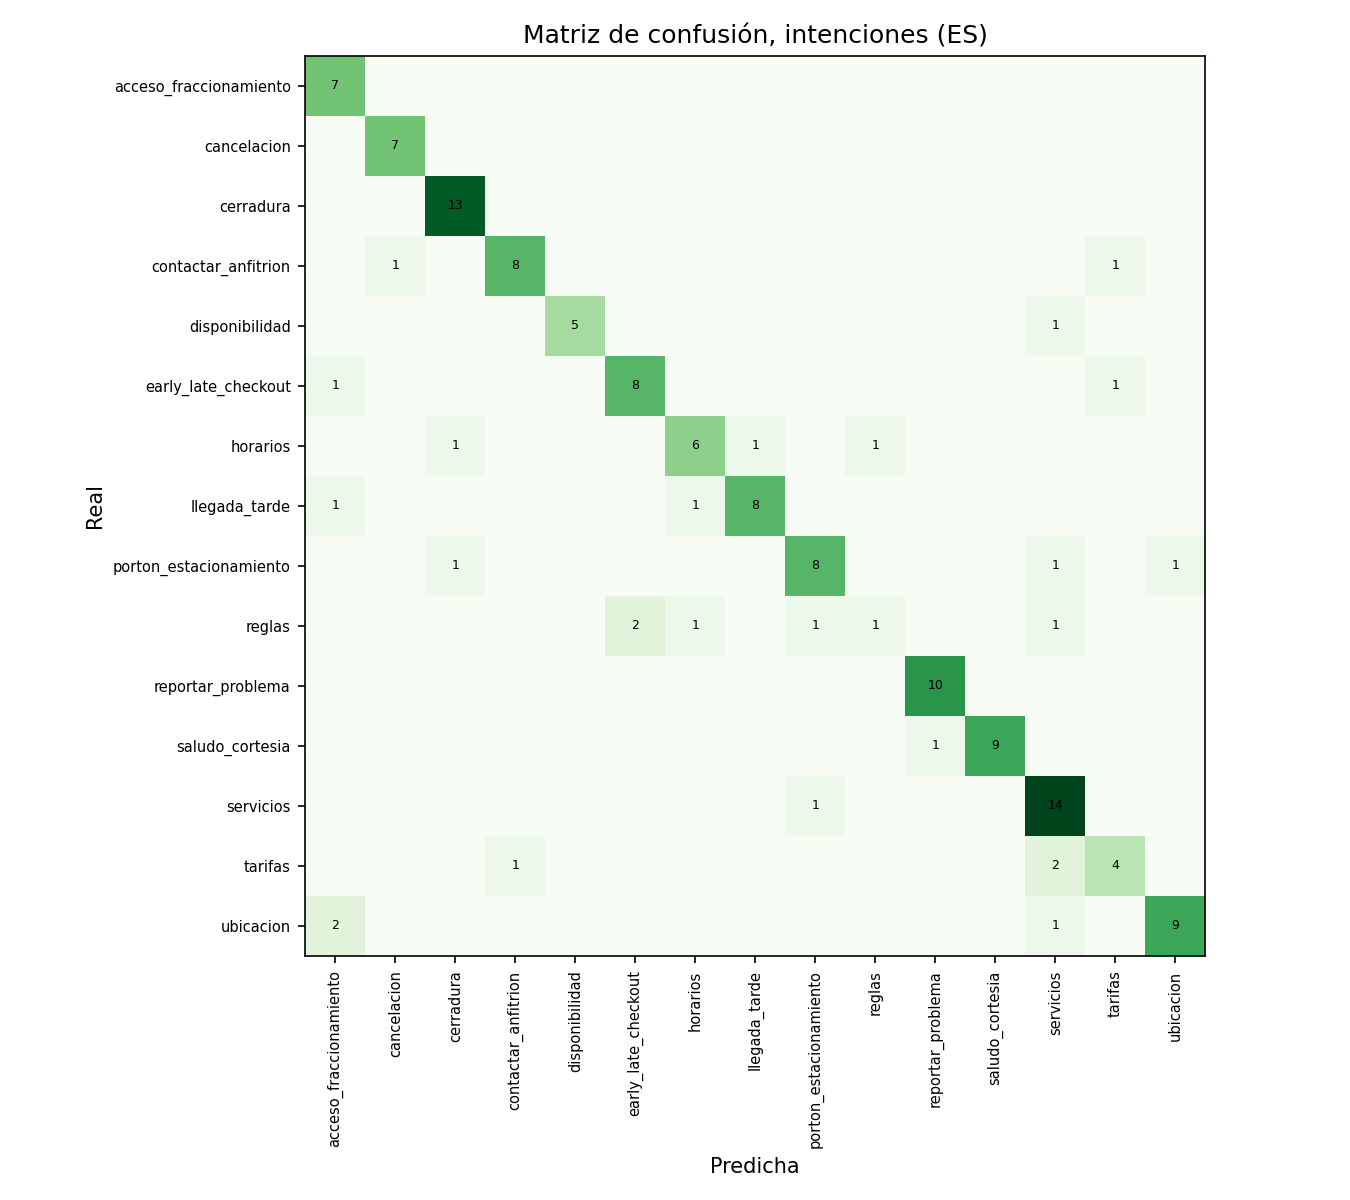 Matriz de confusión, intenciones (ES)
acceso_fraccionamiento 7
cancelacion 7
cerradura 13
contactar_anfitrion 1 8 1
disponibilidad 5 1
early_late_checkout 1 8 1
horarios 1 6 1 1
llegada_tarde 1 1 8
porton_estacionamiento 1 8 1 1
reglas 2 1 1 1 1
reportar_problema 10
saludo_cortesia 1 9
servicios 1 14
tarifas 1 2 4
ubicacion 2 1 9
Real
acceso_fraccionamiento
cancelacion
cerradura
contactar_anfitrion
disponibilidad
early_late_checkout
horarios
llegada_tarde
porton_estacionamiento
reglas
reportar_problema
saludo_cortesia
servicios
tarifas
ubicacion
Predicha